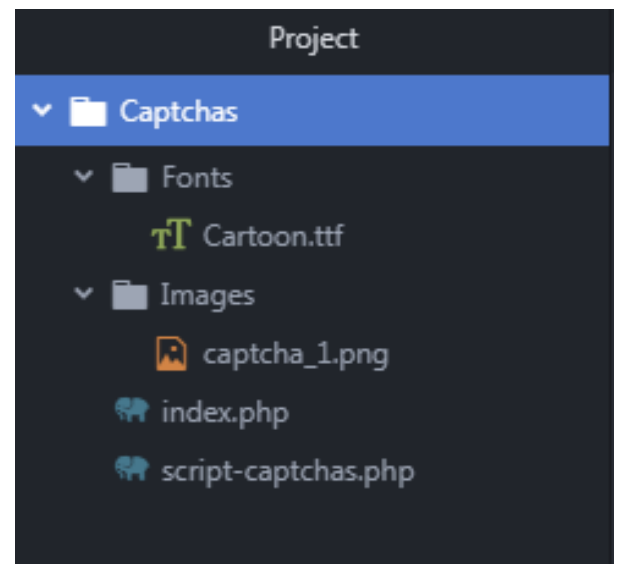 Project
Captchas
Fonts
Cartoon.ttf
Images
captcha_1.png
index.php
script-captchas.php